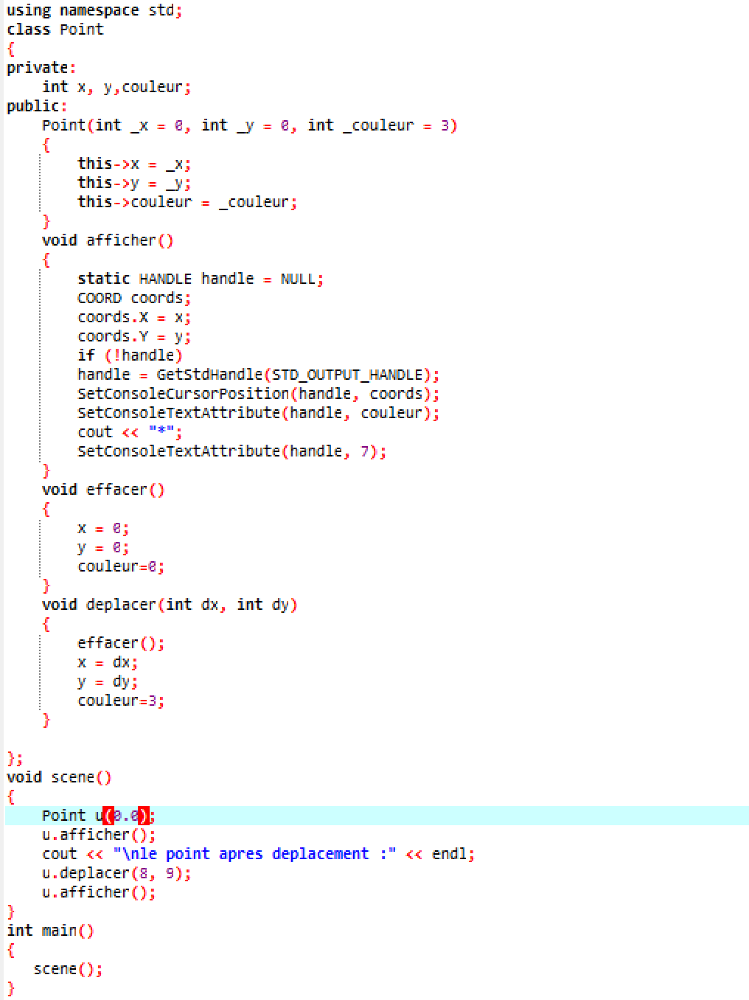 using namespace std;
class Point
{
private:
    int x, y,couleur;
public:
    Point(int _x = 0, int _y = 0, int _couleur = 3)
    {
        this->x = _x;
        this->y = _y;
        this->couleur = _couleur;
    }
    void afficher()
    {
        static HANDLE handle = NULL;
        COORD coords;
        coords.X = x;
        coords.Y = y;
        if (!handle)
        handle = GetStdHandle(STD_OUTPUT_HANDLE);
        SetConsoleCursorPosition(handle, coords);
        SetConsoleTextAttribute(handle, couleur);
        cout << "*";
        SetConsoleTextAttribute(handle, 7);
    }
    void effacer()
    {
        x = 0;
        y = 0;
        couleur=0;
    }
    void deplacer(int dx, int dy)
    {
        effacer();
        x = dx;
        y = dy;
        couleur=3;
    }

};
void scene()
{
    Point u(0.0);
    u.afficher();
    cout << "\nle point apres deplacement :" << endl;
    u.deplacer(8, 9);
    u.afficher();
}
int main()
{
   scene();
}